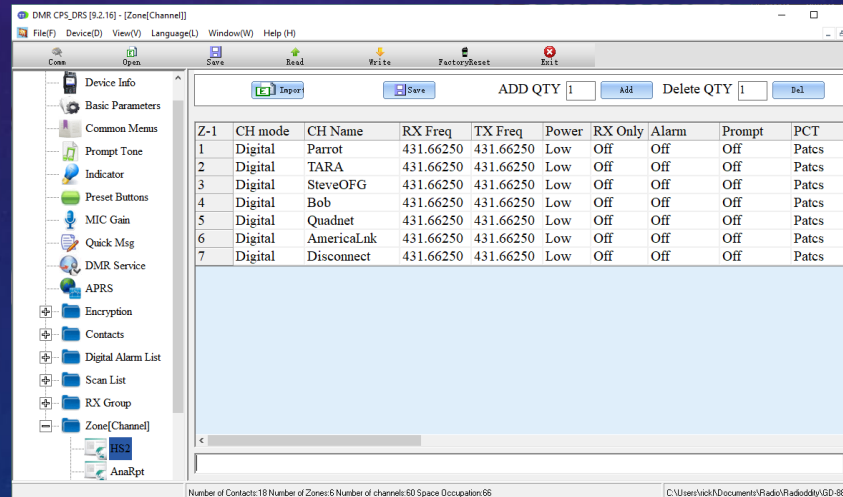 DMR CPS_DRS [9.2.16] - [Zone[Channel]]
File(F) Device(D) View(V) Language(L) Window(W) Help (H)
Comm Open Save Read Write FactoryReset Exit
Device Info
Basic Parameters
Common Menus
Prompt Tone
Indicator
Preset Buttons
MIC Gain
Quick Msg
DMR Service
APRS
Encryption
Contacts
Digital Alarm List
Scan List
RX Group
Zone[Channel]
HS2
AnaRpt
Import Save ADD QTY 1 Add Delete QTY 1 Del
Z-1 CH mode CH Name RX Freq TX Freq Power RX Only Alarm Prompt PCT
1 Digital Parrot 431.66250 431.66250 Low Off Off Off Patcs
2 Digital TARA 431.66250 431.66250 Low Off Off Off Patcs
3 Digital SteveOFG 431.66250 431.66250 Low Off Off Off Patcs
4 Digital Bob 431.66250 431.66250 Low Off Off Off Patcs
5 Digital Quadnet 431.66250 431.66250 Low Off Off Off Patcs
6 Digital AmericaLnk 431.66250 431.66250 Low Off Off Off Patcs
7 Digital Disconnect 431.66250 431.66250 Low Off Off Off Patcs
Number of Contacts:18 Number of Zones:6 Number of channels:60 Space Occupation:66
C:\Users\vickl\Documents\Radio\Radioddity\GD-88